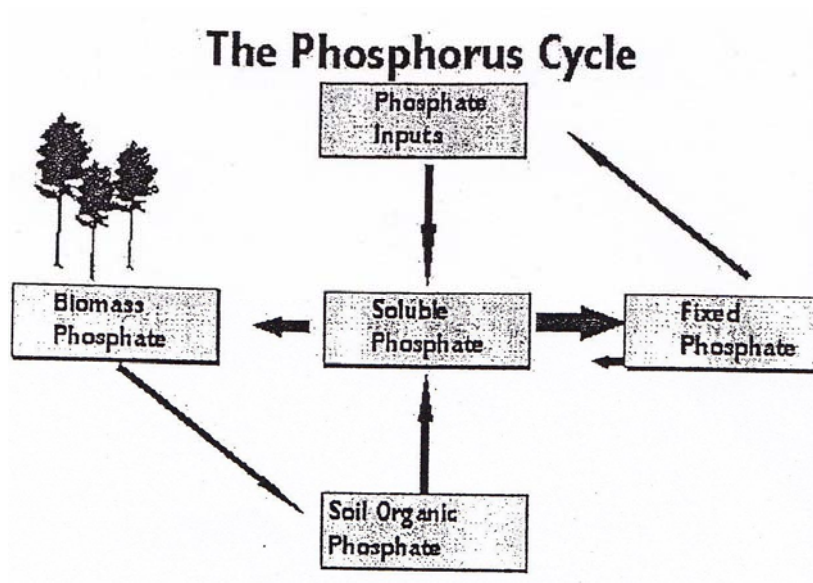 The Phosphorus Cycle
Phosphate
Inputs
Biomass
Phosphate
Soluble
Phosphate
Fixed
Phosphate
Soil Organic
Phosphate